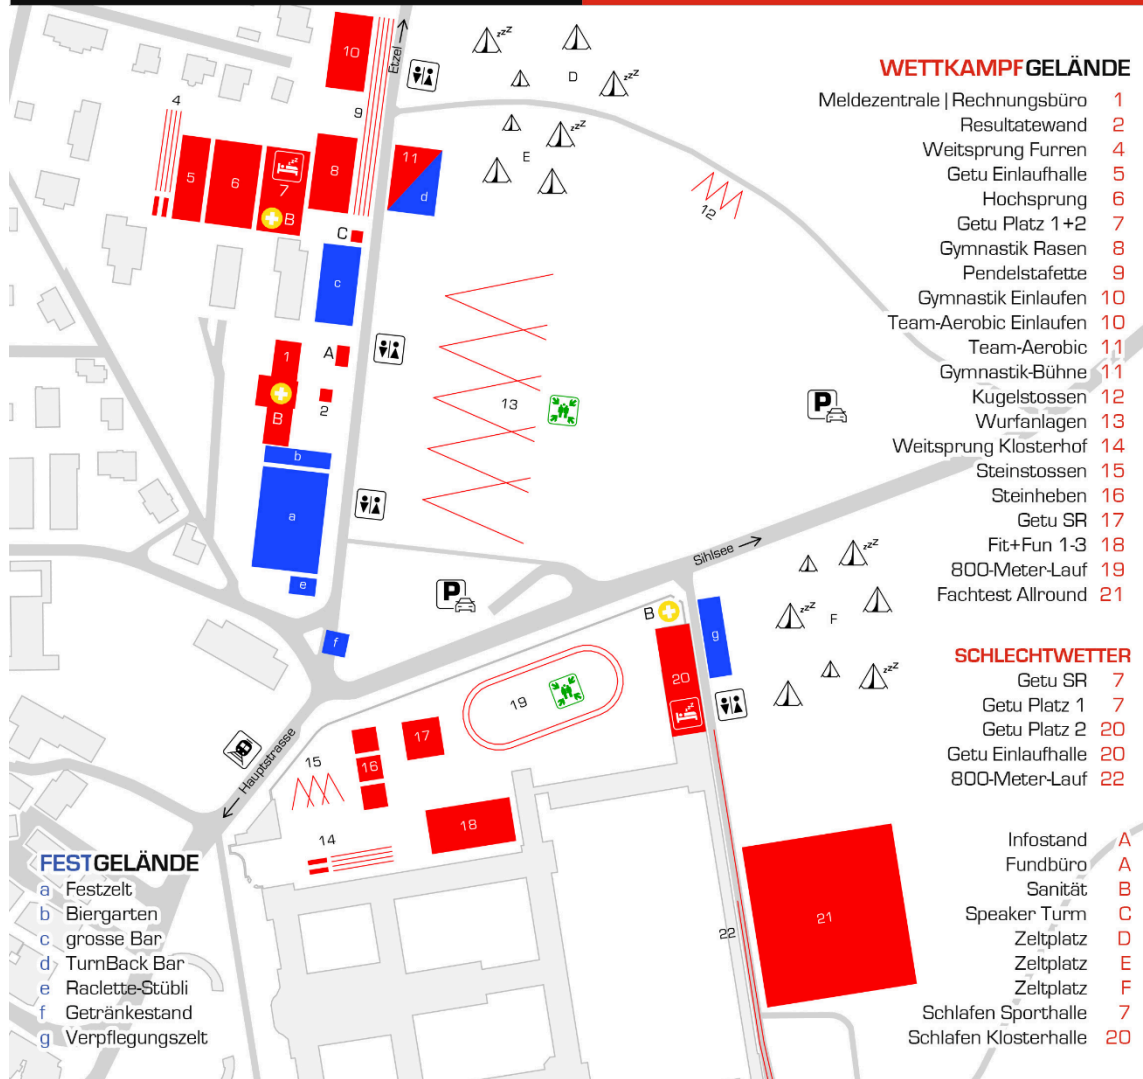 WETTKAMPFGELÄNDE
Meldezentrale | Rechnungsbüro 1
Resultatewand 2
Weitsprung Furren 4
Getu Einlaufhalle 5
Hochsprung 6
Getu Platz 1+2 7
Gymnastik Rasen 8
Pendelstafette 9
Gymnastik Einlaufen 10
Team-Aerobic Einlaufen 10
Team-Aerobic 11
Gymnastik-Bühne 11
Kugelstossen 12
Wurfanlagen 13
Weitsprung Klosterhof 14
Steinstossen 15
Steinheben 16
Getu SR 17
Fit+Fun 1-3 18
800-Meter-Lauf 19
Fachtest Allround 21
SCHLECHTWETTER
Getu SR 7
Getu Platz 1 7
Getu Platz 2 20
Getu Einlaufhalle 20
800-Meter-Lauf 22
Infostand A
Fundbüro A
Sanität B
Speaker Turm C
Zeltplatz D
Zeltplatz E
Zeltplatz F
Schlafen Sporthalle 7
Schlafen Klosterhalle 20
FESTGELÄNDE
a Festzelt
b Biergarten
c grosse Bar
d TurnBack Bar
e Raclette-Stübli
f Getränkestand
g Verpflegungszelt
10
Etzel
zzZ
D
zzZ
4
9
zzZ
E
5
6
7
8
11
d
B
12
C
c
1
A
2
13
P
B
b
a
e
P
Sihlsee
zzZ
zzZ
F
zzZ
f
B
g
20
19
17
15
16
Hauptstrasse
14
18
21
22